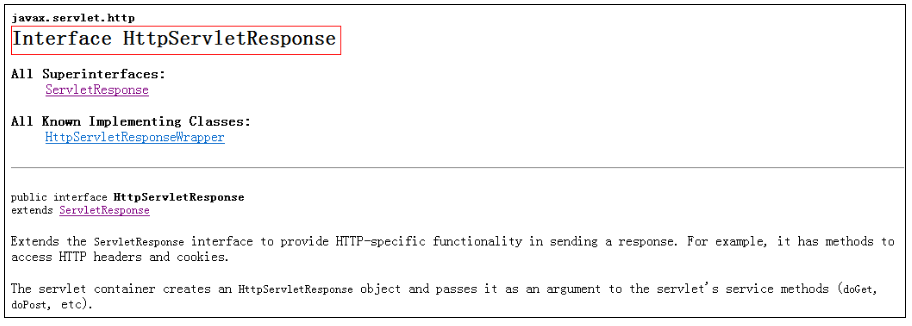 javax.servlet.http
Interface HttpServletResponse
All Superinterfaces:
ServletResponse
All Known Implementing Classes:
HttpServletResponseWrapper
public interface HttpServletResponse
extends ServletResponse
Extends the ServletResponse interface to provide HTTP-specific functionality in sending a response. For example, it has methods to
access HTTP headers and cookies.
The servlet container creates an HttpServletResponse object and passes it as an argument to the servlet's service methods (doGet,
doPost, etc).